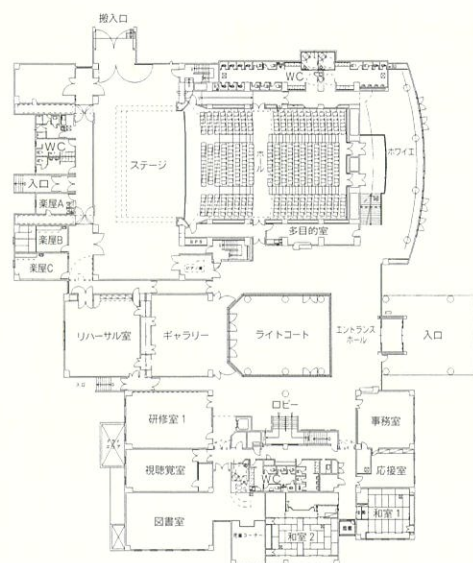 搬入口
WC
ステージ
ホール
ホワイエ
WC
入口
楽屋A
楽屋B
楽屋C
多目的室
リハーサル室
ギャラリー
ライトコート
エントランス
ホール
入口
ロビー
研修室1
事務室
視聴覚室
WC
応接室
図書室
和室1
和室2